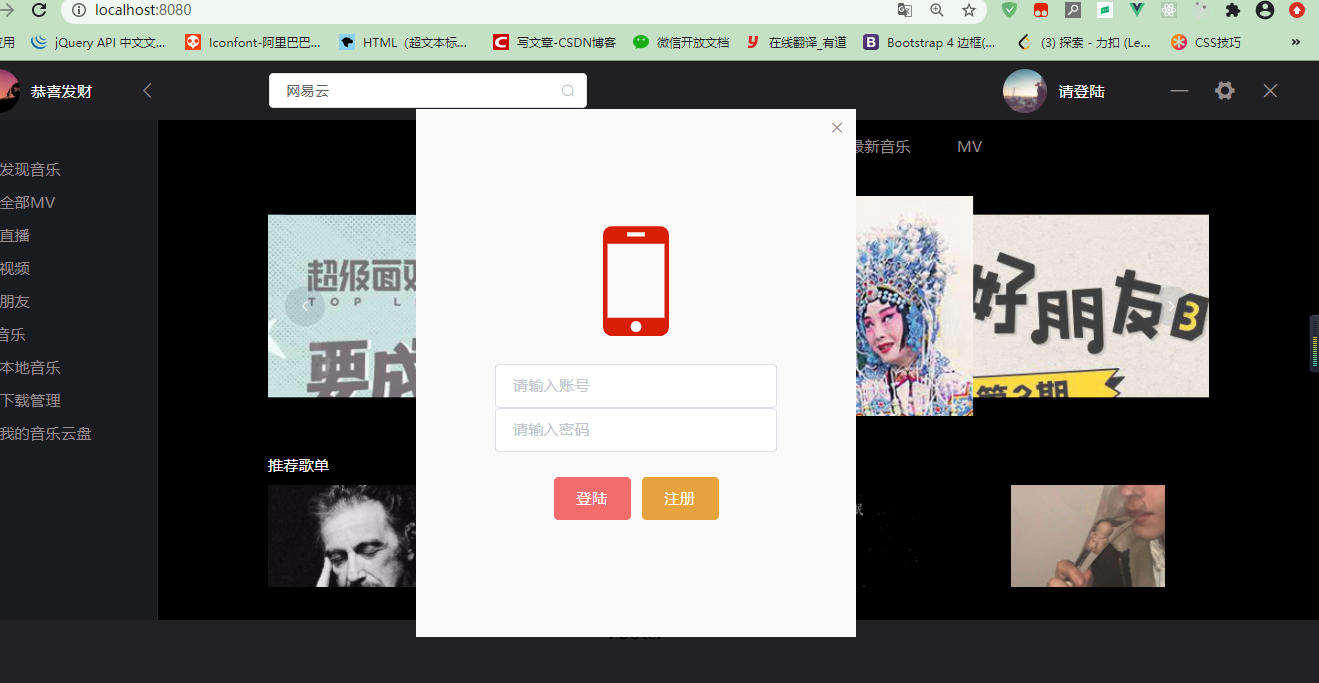 localhost:8080
应用 jQuery API 中文文... Iconfont-阿里巴巴... HTML（超文本标... 写文章-CSDN博客 微信开放文档 在线翻译_有道 Bootstrap 4 边框(... (3) 探索 - 力扣 (Le... CSS技巧 »
恭喜发财 网易云 请登陆
最新音乐 MV
发现音乐
全部MV
直播
视频
朋友
音乐
本地音乐
下载管理
我的音乐云盘
超级面对
TOP L
要成
好朋友
3
第2期
请输入账号
请输入密码
登陆 注册
推荐歌单